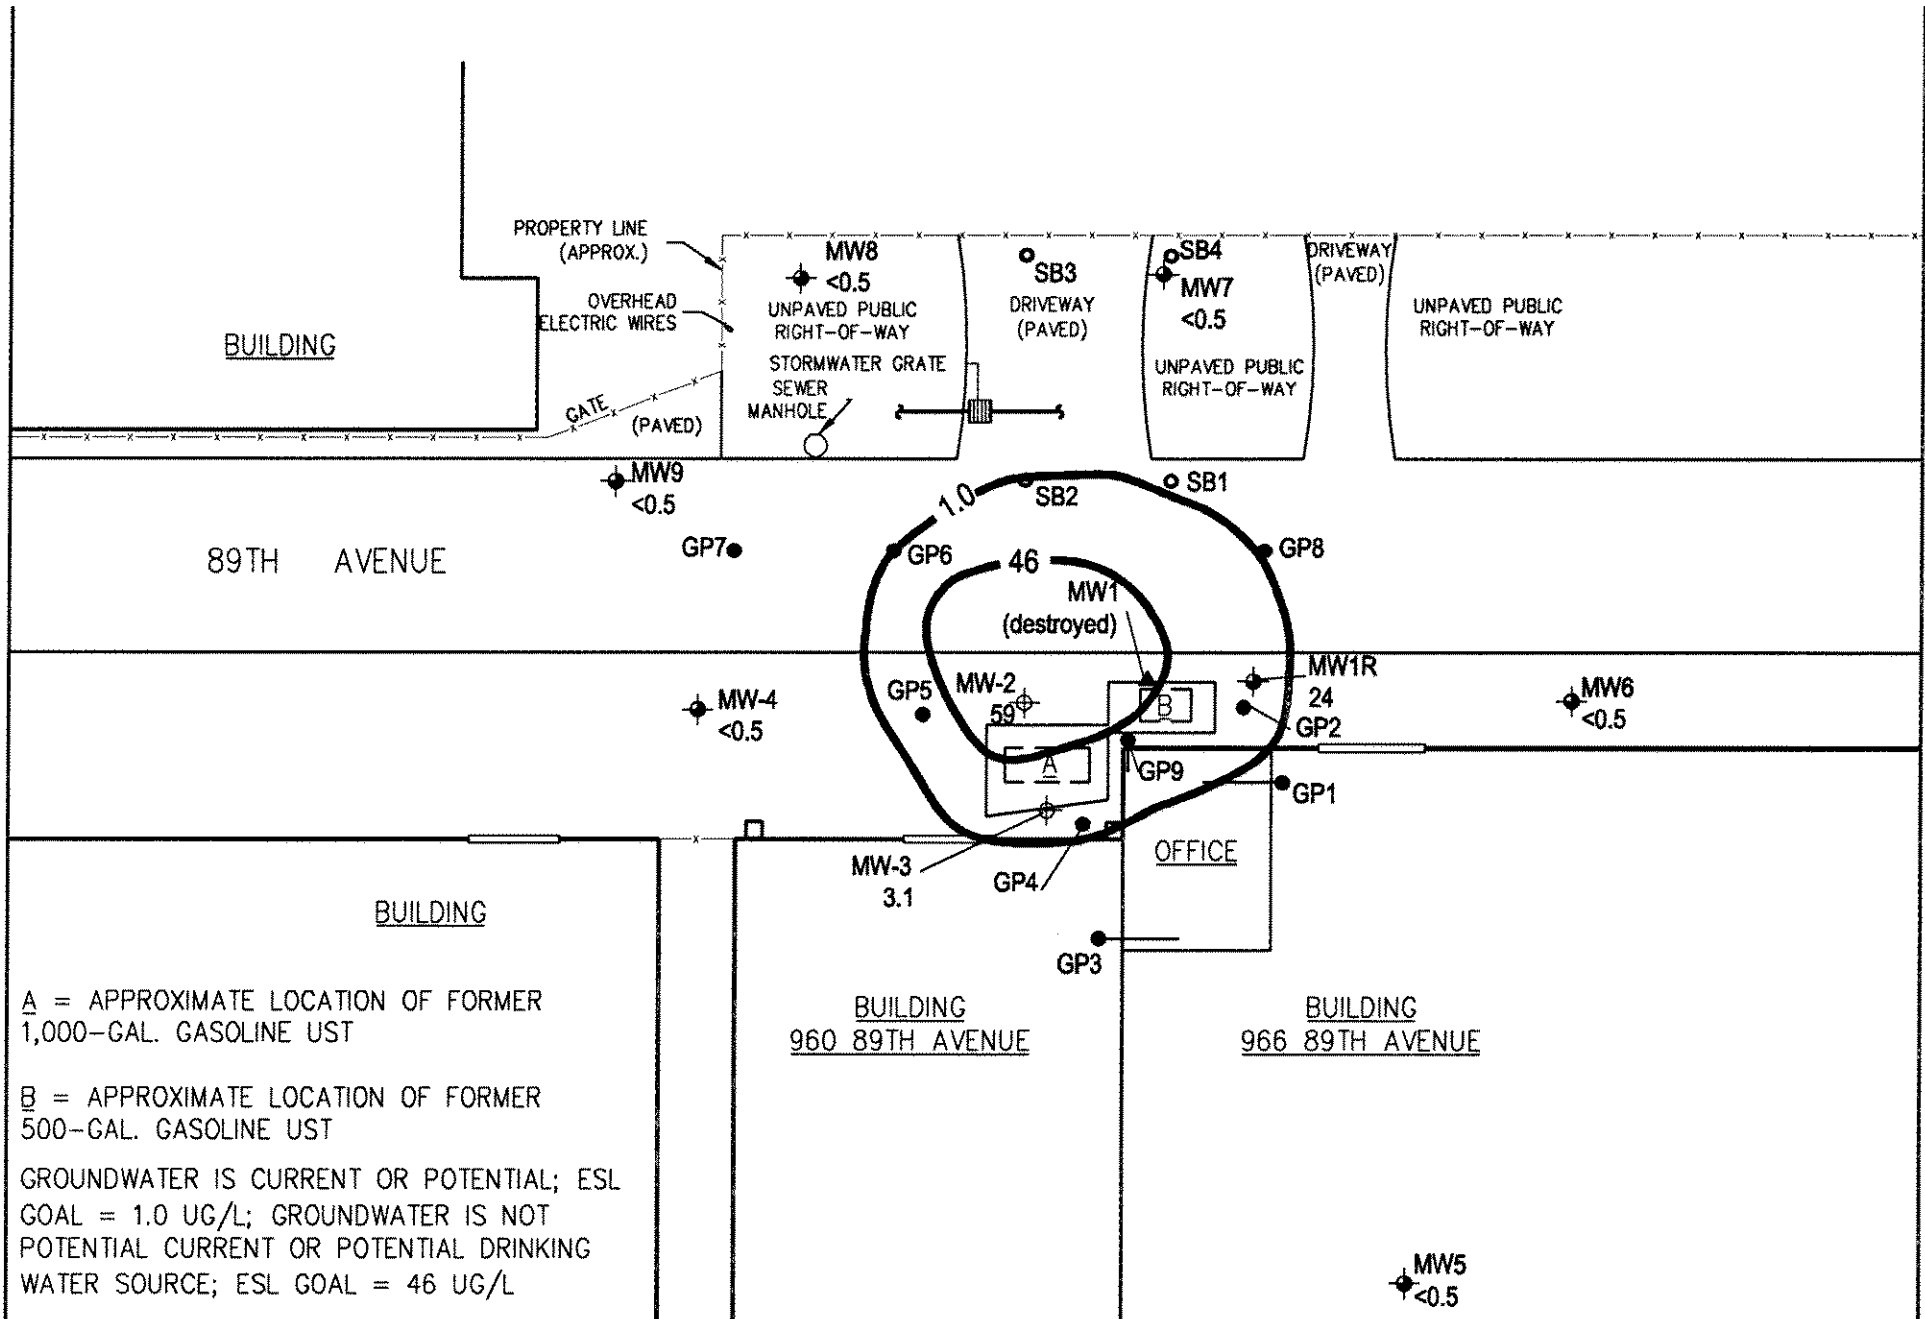 PROPERTY LINE
(APPROX.)
OVERHEAD
ELECTRIC WIRES
BUILDING
GATE
(PAVED)
MW8
<0.5
UNPAVED PUBLIC
RIGHT-OF-WAY
STORMWATER GRATE
SEWER
MANHOLE
SB3
DRIVEWAY
(PAVED)
SB4
MW7
<0.5
UNPAVED PUBLIC
RIGHT-OF-WAY
DRIVEWAY
(PAVED)
UNPAVED PUBLIC
RIGHT-OF-WAY
MW9
<0.5
89TH AVENUE
GP7
GP6
1.0
SB2
SB1
GP8
46
MW1
(destroyed)
MW-4
<0.5
GP5
MW-2
59
B
MW1R
24
GP2
MW6
<0.5
A
GP9
GP1
MW-3
3.1
GP4
OFFICE
GP3
BUILDING
BUILDING
960 89TH AVENUE
BUILDING
966 89TH AVENUE
A = APPROXIMATE LOCATION OF FORMER
1,000-GAL. GASOLINE UST
B = APPROXIMATE LOCATION OF FORMER
500-GAL. GASOLINE UST
GROUNDWATER IS CURRENT OR POTENTIAL; ESL
GOAL = 1.0 UG/L; GROUNDWATER IS NOT
POTENTIAL CURRENT OR POTENTIAL DRINKING
WATER SOURCE; ESL GOAL = 46 UG/L
MW5
<0.5